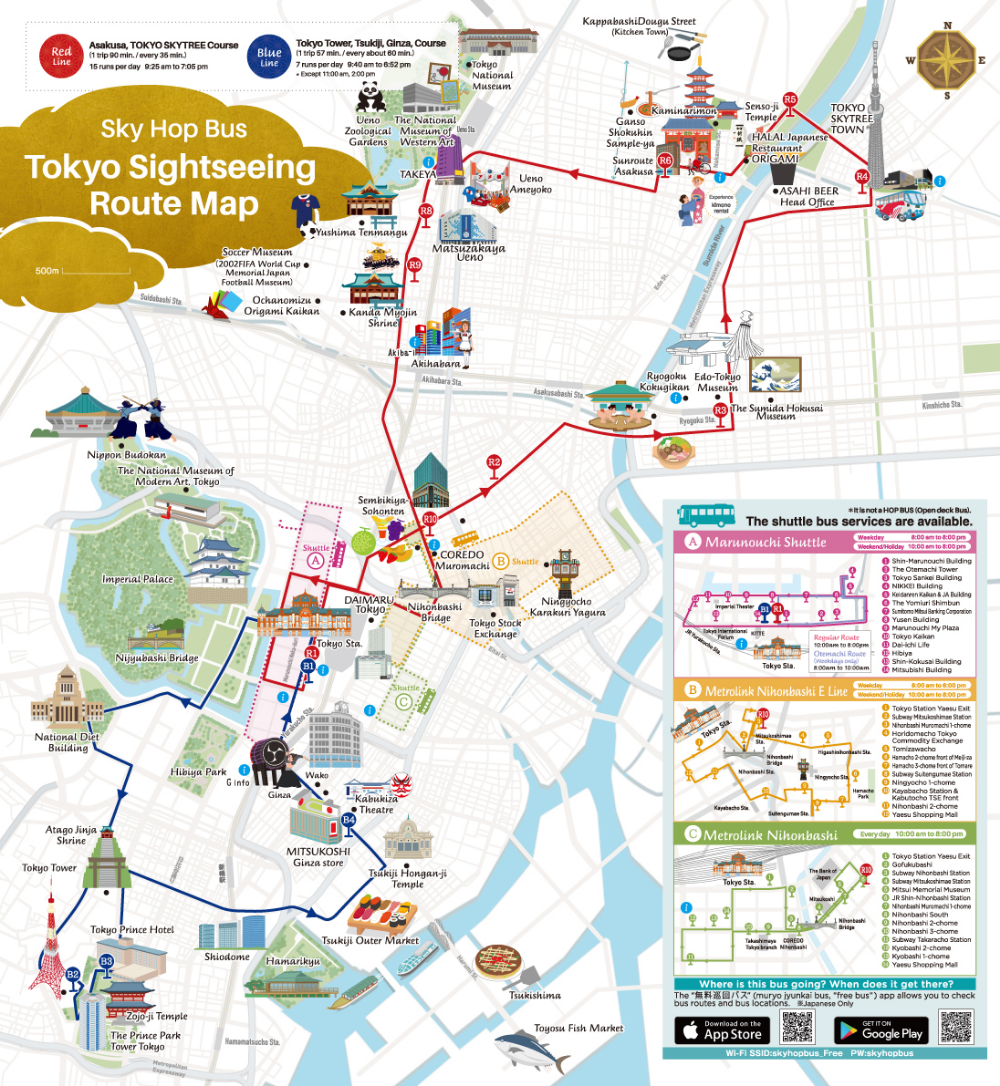 Red
Line
Asakusa, TOKYO SKYTREE Course
(1 trip 90 min. / every 35 min.)
15 runs per day 9:25 am to 7:05 pm
Blue
Line
Tokyo Tower, Tsukiji, Ginza, Course
(1 trip 57 min. / every about 60 min.)
7 runs per day 9:40 am to 6:52 pm
• Except 11:00 am, 2:00 pm
Sky Hop Bus
Tokyo Sightseeing
Route Map
500m
N
W
E
S
KappabashiDougu Street
(Kitchen Town)
Tokyo
National
Museum
Ueno
Zoological
Gardens
The National
Museum of
Western Art
Ueno Sta.
TAKEYA
Ueno
Ameyoko
Ganso
Shokuhin
Sample-ya
Kaminarimon
Senso-ji
Temple
R5
TOKYO
SKYTREE
TOWN
HALAL Japanese
Restaurant
ORIGAMI
Sunroute
Asakusa
R6
R4
ASAHI BEER
Head Office
Experience
kimono
rental
Sumida River
Yushima Tenmangu
R8
Matsuzakaya
Ueno
Soccer Museum
(2002FIFA World Cup
Memorial Japan
Football Museum)
R9
Ochanomizu
Origami Kaikan
Kanda Myojin
Shrine
Suidobashi Sta.
Edo St.
Metropolitan Expressway
Akiba-i
Akihabara
Akihabara Sta.
Asakusabashi Sta.
Ryogoku
Kokugikan
Edo-Tokyo
Museum
R3
The Sumida Hokusai
Museum
Ryogoku Sta.
Kinshicho Sta.
Nippon Budokan
The National Museum of
Modern Art, Tokyo
R2
Sembikiya-
Sohonten
R10
Shuttle
A
COREDO
Muromachi
B
Shuttle
Imperial Palace
DAIMARU
Tokyo
Nihonbashi
Bridge
Tokyo Stock
Exchange
Ningyocho
Karakuri Yagura
Nijyubashi Bridge
Tokyo Sta.
R1
B1
Shuttle
C
National Diet
Building
Hibiya Park
G info
Ginza
Wako
Kabukiza
Theatre
B4
MITSUKOSHI
Ginza store
Tsukiji Hongan-ji
Temple
Atago Jinja
Shrine
Tokyo Tower
Tokyo Prince Hotel
B2
B3
Zojo-ji Temple
The Prince Park
Tower Tokyo
Shiodome
Hamarikyu
Tsukiji Outer Market
Tsukishima
Toyosu Fish Market
Hamamatsucho Sta.
Metropolitan
Expressway
*It is not a HOP BUS (Open deck Bus).
The shuttle bus services are available.
A Marunouchi Shuttle
Weekday 8:00 am to 8:00 pm
Weekend/Holiday 10:00 am to 8:00 pm
Imperial Theater
B1
R1
Tokyo International
Forum
KITTE
JR Yurakucho Sta.
Tokyo Sta.
Regular Route
10:00am to 8:00pm
Otemachi Route
(Weekdays only)
8:00am to 10:00am
1 Shin-Marunouchi Building
2 The Otemachi Tower
3 Tokyo Sankei Building
4 NIKKEI Building
5 Keidanren Kaikan & JA Building
6 The Yomiuri Shimbun
7 Sumitomo Mitsui Banking Corporation
8 Yusen Building
9 Marunouchi My Plaza
10 Tokyo Kaikan
11 Dai-ichi Life
12 Hibiya
13 Shin-Kokusai Building
14 Mitsubishi Building
B Metrolink Nihonbashi E Line
Weekday 8:00 am to 6:00 pm
Weekend/Holiday 10:00 am to 8:00 pm
Tokyo Sta.
R10
Mitsukoshimae
Sta.
Nihonbashi
Bridge
Nihonbashi Sta.
Higashinihonbashi Sta.
Ningyocho Sta.
Hamacho
Park
Kayabacho Sta.
Suitengumae Sta.
1 Tokyo Station Yaesu Exit
2 Subway Mitsukoshimae Station
3 Nihonbashi Muromachi 1-chome
4 Horidomecho Tokyo
Commodity Exchange
5 Tomizawacho
6 Hamacho 2-chome front of Meiji-za
7 Hamacho 3-chome front of Tornare
8 Subway Suitengumae Station
9 Ningyocho 1-chome
10 Kayabacho Station &
Kabutocho TSE front
11 Nihonbashi 2-chome
12 Yaesu Shopping Mall
C Metrolink Nihonbashi
Every day 10:00 am to 8:00 pm
Tokyo Sta.
The Bank of
Japan
R10
Mitsukoshi
Nihonbashi
Bridge
Takashimaya
Tokyo branch
COREDO
Nihonbashi
1 Tokyo Station Yaesu Exit
2 Gofukubashi
3 Subway Nihonbashi Station
4 Subway Mitsukoshimae Station
5 Mitsui Memorial Museum
6 JR Shin-Nihonbashi Station
7 Nihonbashi Muromachi 1-chome
8 Nihonbashi South
9 Nihonbashi 2-chome
10 Nihonbashi 3-chome
11 Subway Takaracho Station
12 Kyobashi 2-chome
13 Kyobashi 1-chome
14 Yaesu Shopping Mall
Where is this bus going? When does it get there?
The "無料巡回バス" (muryo jyunkai bus, "free bus") app allows you to check
bus routes and bus locations. ※Japanese Only
Download on the
App Store
GET IT ON
Google Play
Wi-Fi SSID:skyhopbus_Free PW:skyhopbus